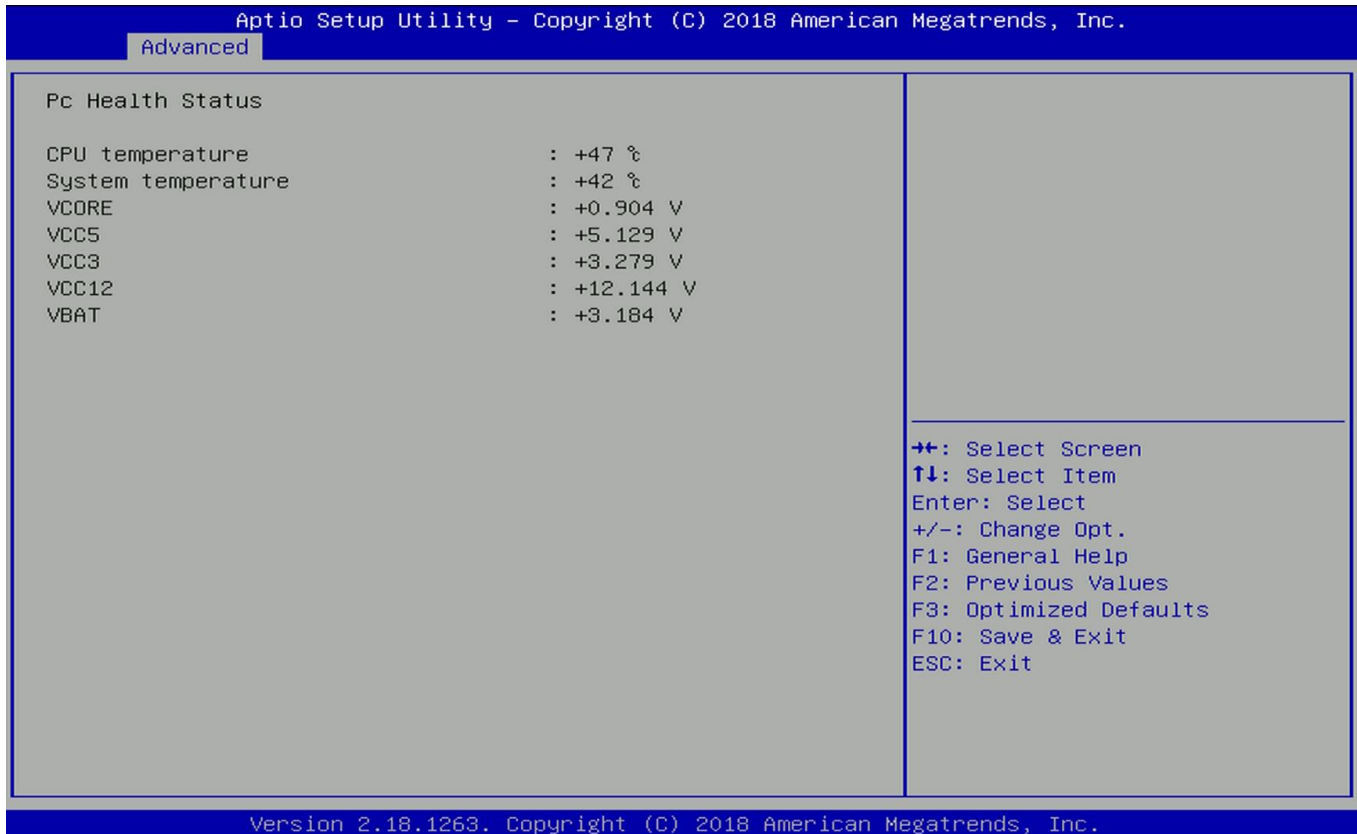 Aptio Setup Utility – Copyright (C) 2018 American Megatrends, Inc.
Advanced
Pc Health Status
CPU temperature : +47 ℃
System temperature : +42 ℃
VCORE : +0.904 V
VCC5 : +5.129 V
VCC3 : +3.279 V
VCC12 : +12.144 V
VBAT : +3.184 V
→←: Select Screen
↑↓: Select Item
Enter: Select
+/-: Change Opt.
F1: General Help
F2: Previous Values
F3: Optimized Defaults
F10: Save & Exit
ESC: Exit
Version 2.18.1263. Copyright (C) 2018 American Megatrends, Inc.